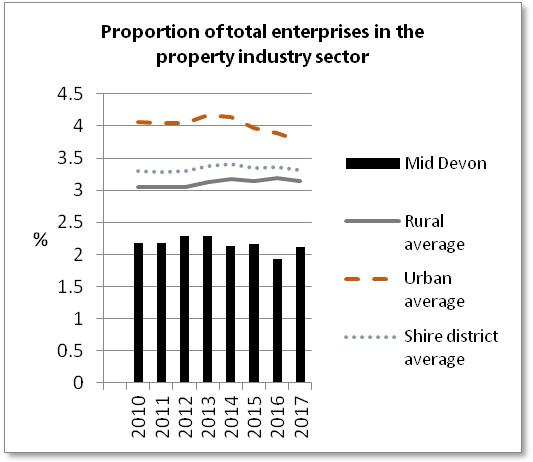 Proportion of total enterprises in the
property industry sector
4.5
4
3.5
3
2.5
2
1.5
1
0.5
0
%
2010
2011
2012
2013
2014
2015
2016
2017
Mid Devon
Rural
average
Urban
average
Shire district
average